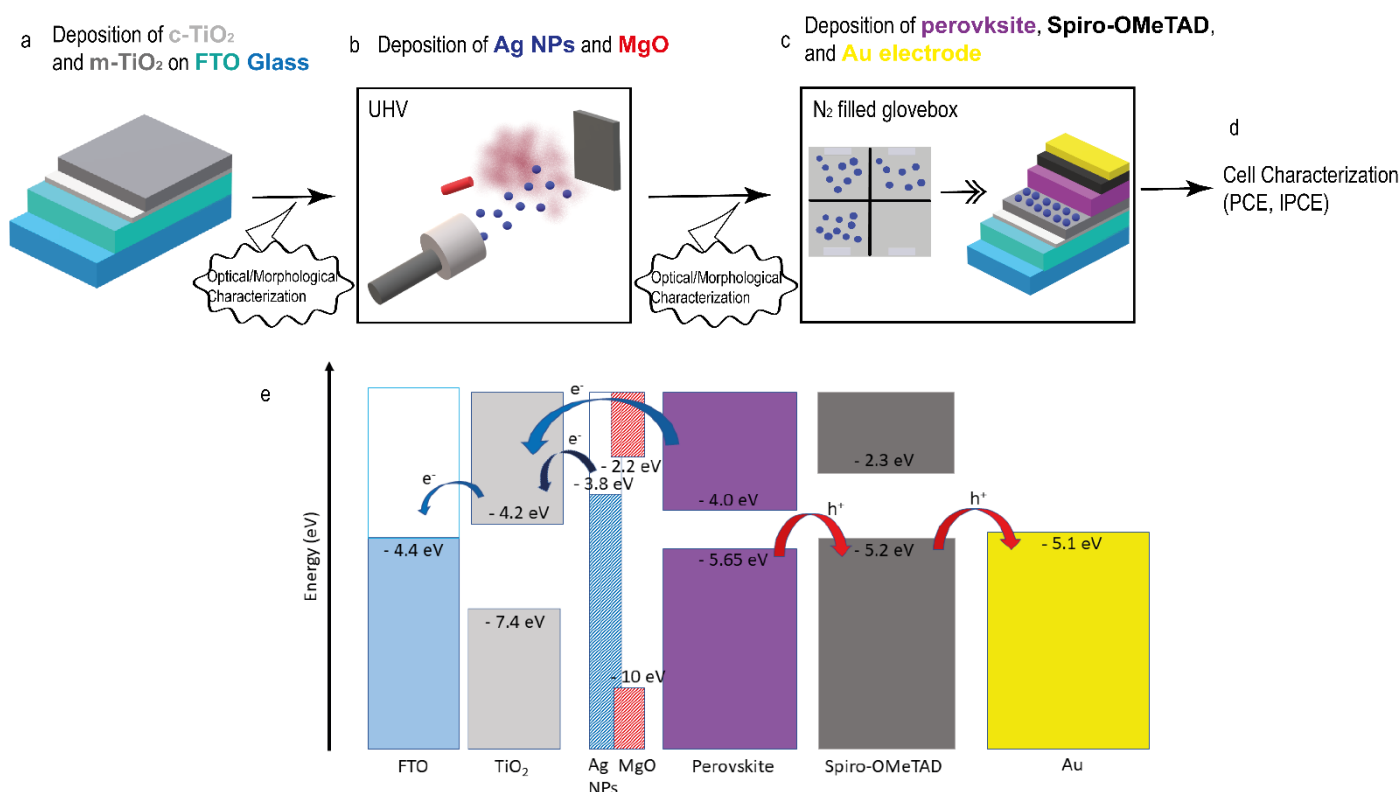 a Deposition of c-TiO₂
and m-TiO₂ on FTO Glass
b Deposition of Ag NPs and MgO
c Deposition of perovksite, Spiro-OMeTAD,
and Au electrode
UHV
N₂ filled glovebox
d
Cell Characterization
(PCE, IPCE)
Optical/Morphological
Characterization
Optical/Morphological
Characterization
e
Energy (eV)
e⁻
e⁻
e⁻
h⁺
h⁺
- 4.4 eV
- 4.2 eV
- 7.4 eV
- 3.8 eV
- 2.2 eV
- 10 eV
- 4.0 eV
- 5.65 eV
- 2.3 eV
- 5.2 eV
- 5.1 eV
FTO
TiO₂
Ag
NPs
MgO
Perovskite
Spiro-OMeTAD
Au